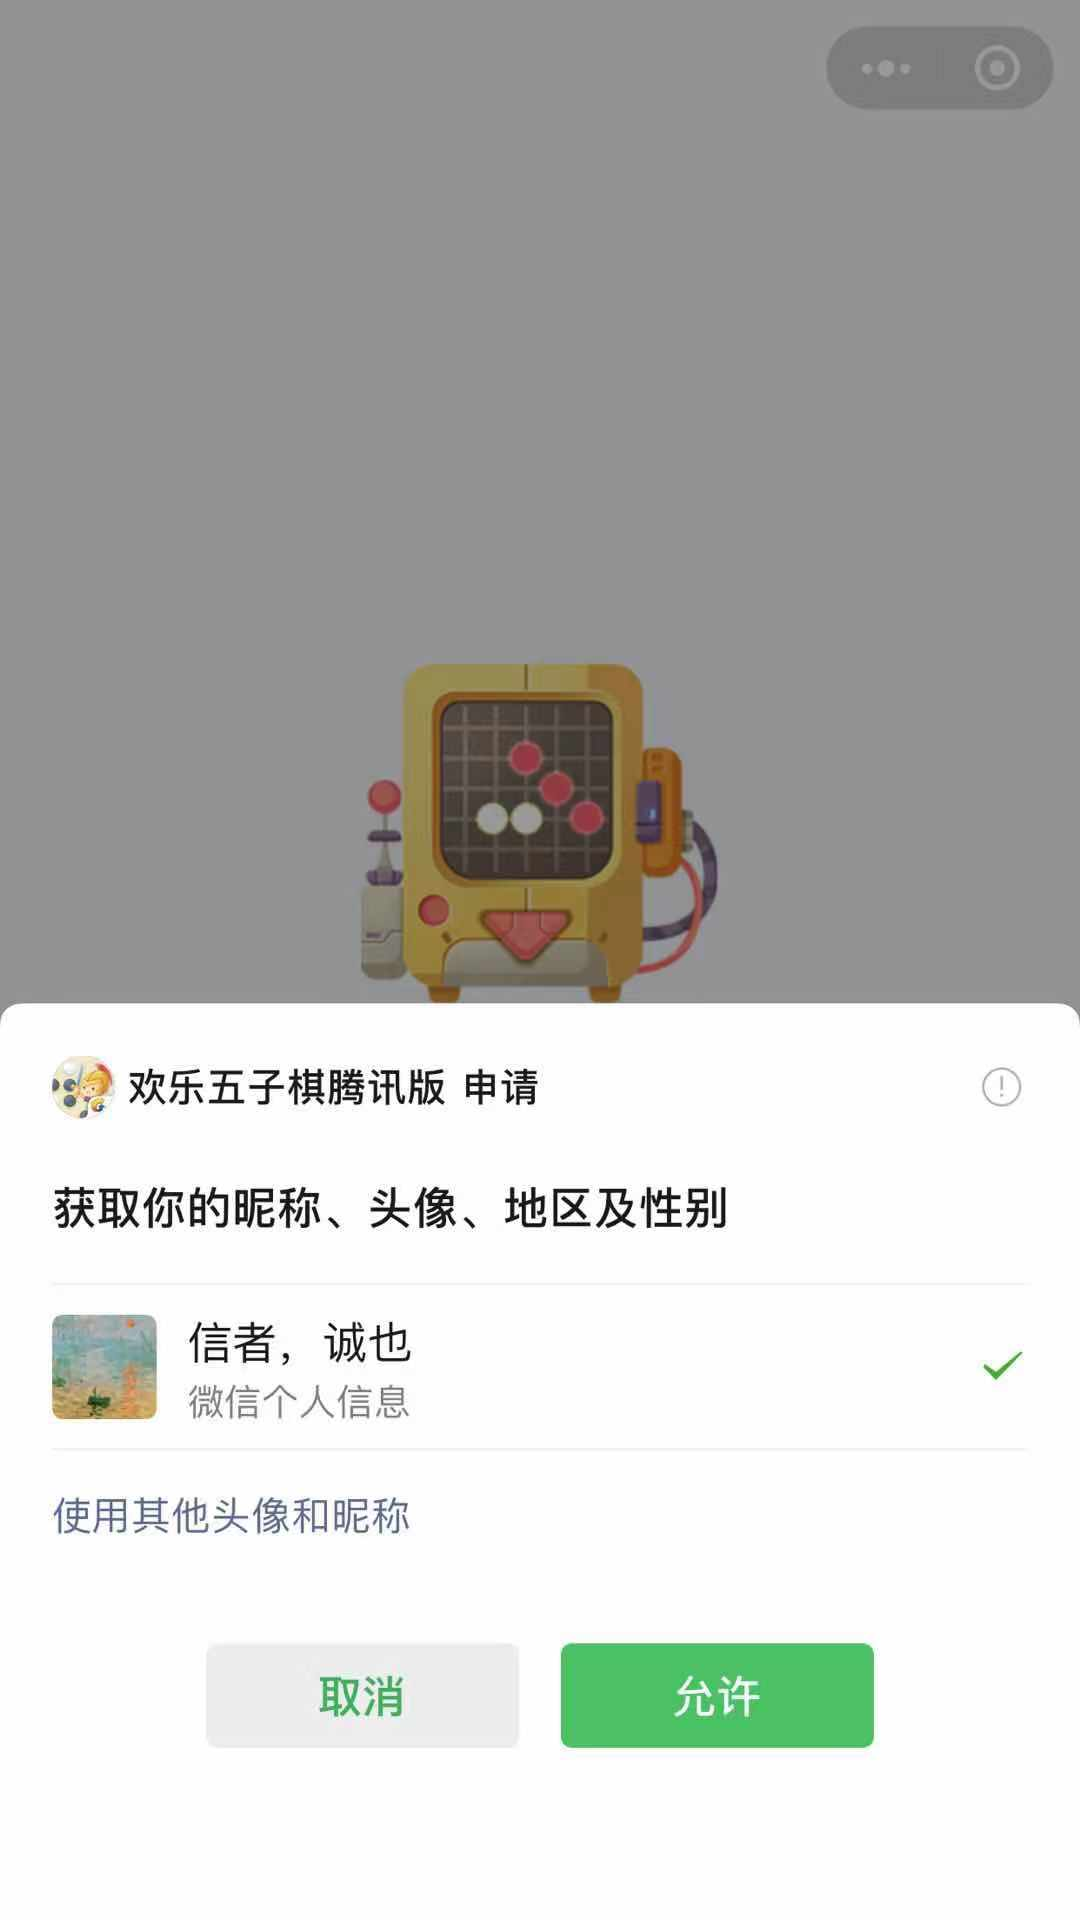 欢乐五子棋腾讯版 申请
获取你的昵称、头像、地区及性别
信者，诚也
微信个人信息
使用其他头像和昵称
取消
允许